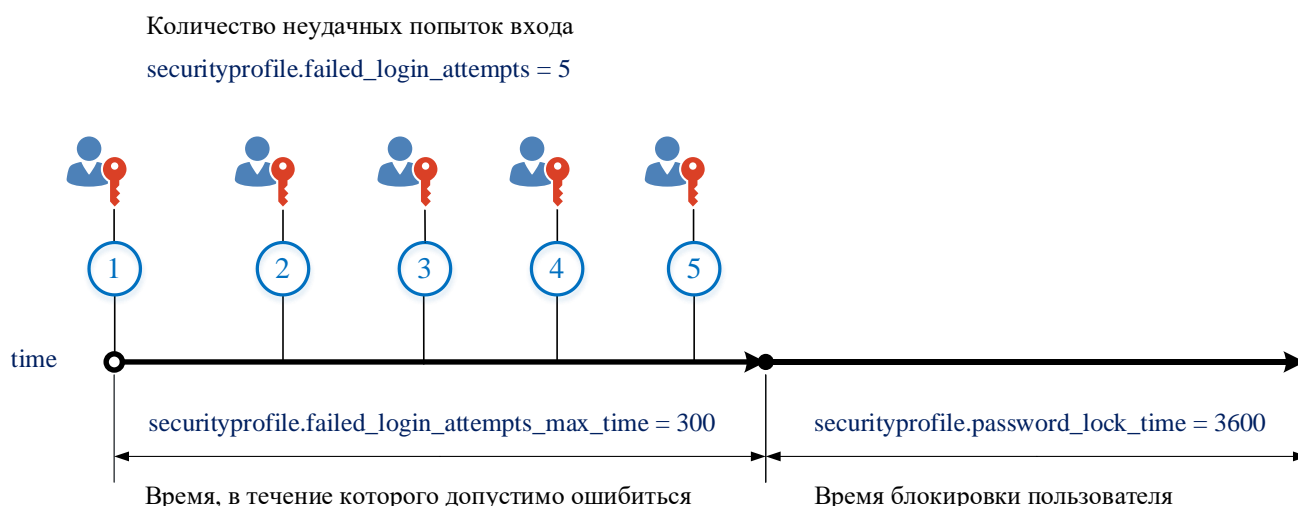 Количество неудачных попыток входа
securityprofile.failed_login_attempts = 5
1 2 3 4 5
time
securityprofile.failed_login_attempts_max_time = 300 securityprofile.password_lock_time = 3600
Время, в течение которого допустимо ошибиться Время блокировки пользователя